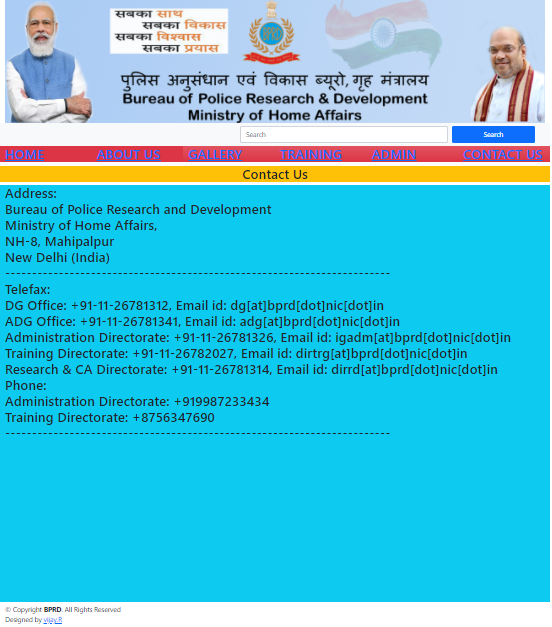 सबका साथ
सबका विकास
सबका विश्वास
सबका प्रयास
BPRD
पुलिस अनुसंधान एवं विकास ब्यूरो, गृह मंत्रालय
Bureau of Police Research & Development
Ministry of Home Affairs
Search Search
HOME ABOUT US GALLERY TRAINING ADMIN CONTACT US
Contact Us
Address:
Bureau of Police Research and Development
Ministry of Home Affairs,
NH-8, Mahipalpur
New Delhi (India)
------------------------------------------------------------------------
Telefax:
DG Office: +91-11-26781312, Email id: dg[at]bprd[dot]nic[dot]in
ADG Office: +91-11-26781341, Email id: adg[at]bprd[dot]nic[dot]in
Administration Directorate: +91-11-26781326, Email id: igadm[at]bprd[dot]nic[dot]in
Training Directorate: +91-11-26782027, Email id: dirtrg[at]bprd[dot]nic[dot]in
Research & CA Directorate: +91-11-26781314, Email id: dirrd[at]bprd[dot]nic[dot]in
Phone:
Administration Directorate: +919987233434
Training Directorate: +8756347690
------------------------------------------------------------------------
© Copyright BPRD. All Rights Reserved
Designed by vijay.R